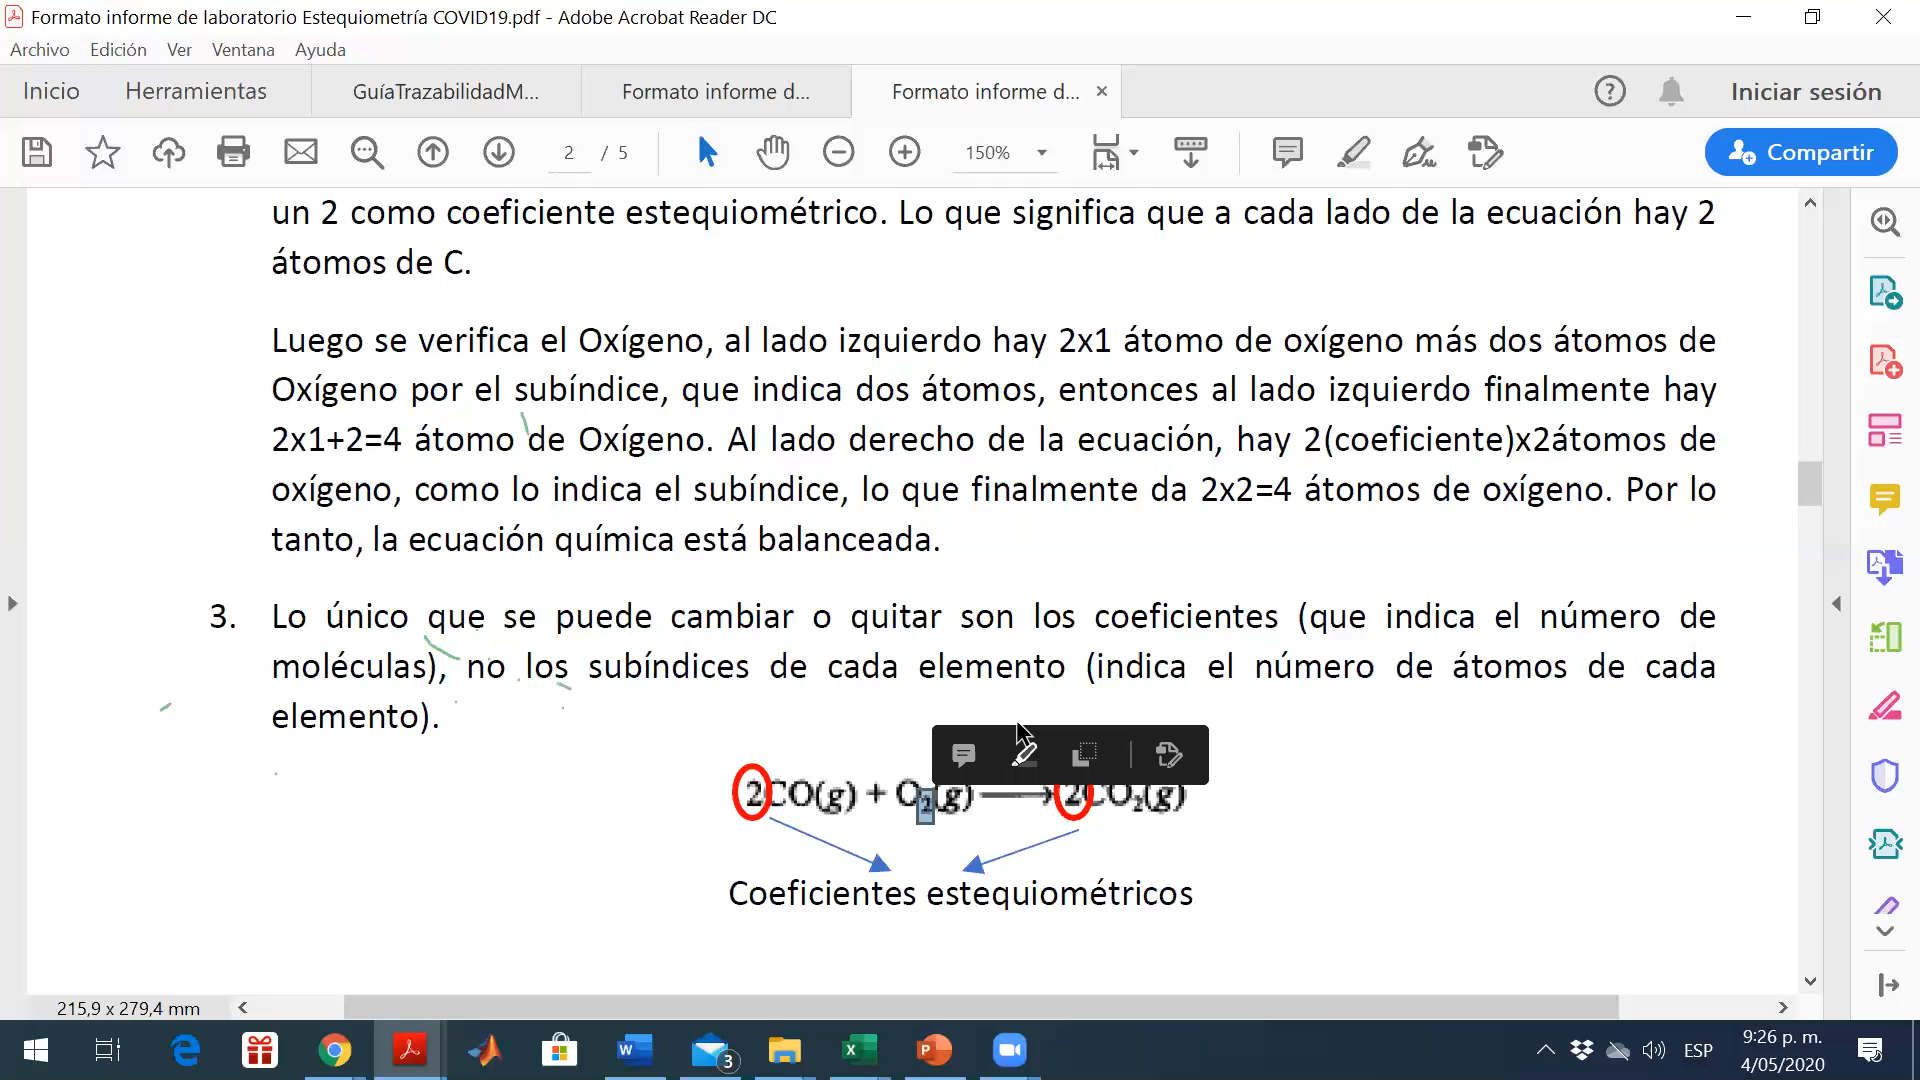 Formato informe de laboratorio Estequiometría COVID19.pdf - Adobe Acrobat Reader DC
Archivo Edición Ver Ventana Ayuda
Inicio Herramientas GuíaTrazabilidadM... Formato informe d... Formato informe d... × Iniciar sesión
2 / 5 150% Compartir
un 2 como coeficiente estequiométrico. Lo que significa que a cada lado de la ecuación hay 2
átomos de C.
Luego se verifica el Oxígeno, al lado izquierdo hay 2x1 átomo de oxígeno más dos átomos de
Oxígeno por el subíndice, que indica dos átomos, entonces al lado izquierdo finalmente hay
2x1+2=4 átomo de Oxígeno. Al lado derecho de la ecuación, hay 2(coeficiente)x2átomos de
oxígeno, como lo indica el subíndice, lo que finalmente da 2x2=4 átomos de oxígeno. Por lo
tanto, la ecuación química está balanceada.
3. Lo único que se puede cambiar o quitar son los coeficientes (que indica el número de
moléculas), no los subíndices de cada elemento (indica el número de átomos de cada
elemento).
2CO(g) + O₂(g) ⟶ 2CO₂(g)
Coeficientes estequiométricos
215,9 x 279,4 mm
3
ESP
9:26 p. m.
4/05/2020